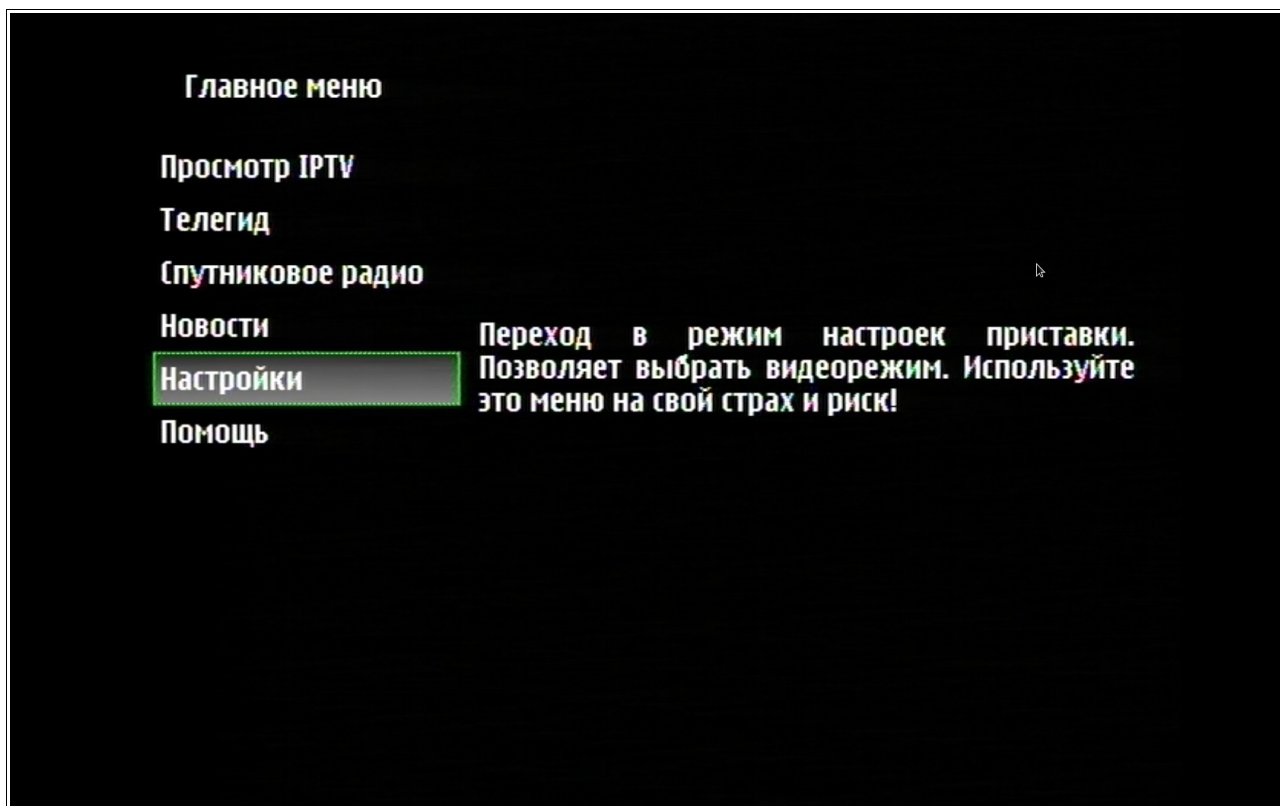 Главное меню
Просмотр IPTV
Телегид
Спутниковое радио
Новости
Настройки
Помощь
Переход в режим настроек приставки.
Позволяет выбрать видеорежим. Используйте
это меню на свой страх и риск!